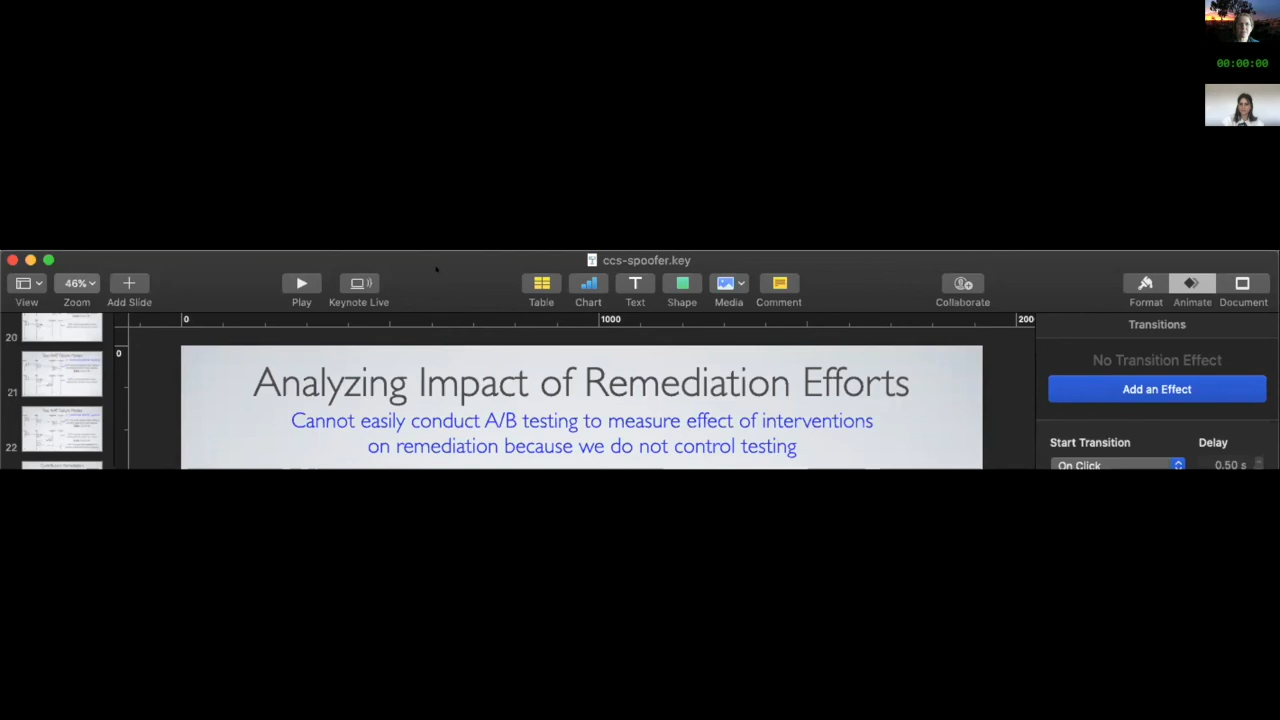 00:00:00
ccs-spoofer.key
46%
View
Zoom
Add Slide
Play
Keynote Live
Table
Chart
Text
Shape
Media
Comment
Collaborate
Format
Animate
Document
20
21
22
0
1000
200
0
Analyzing Impact of Remediation Efforts
Cannot easily conduct A/B testing to measure effect of interventions
on remediation because we do not control testing
Transitions
No Transition Effect
Add an Effect
Start Transition
Delay
On Click
0.50 s